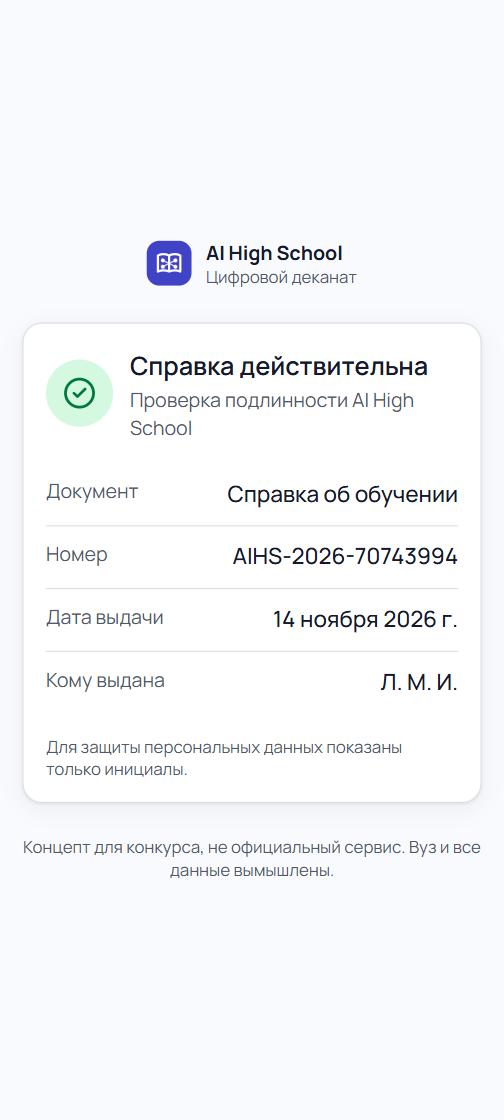 AI High School
Цифровой деканат
Справка действительна
Проверка подлинности AI High
School
Документ
Справка об обучении
Номер
AIHS-2026-70743994
Дата выдачи
14 ноября 2026 г.
Кому выдана
Л. М. И.
Для защиты персональных данных показаны
только инициалы.
Концепт для конкурса, не официальный сервис. Вуз и все
данные вымышлены.